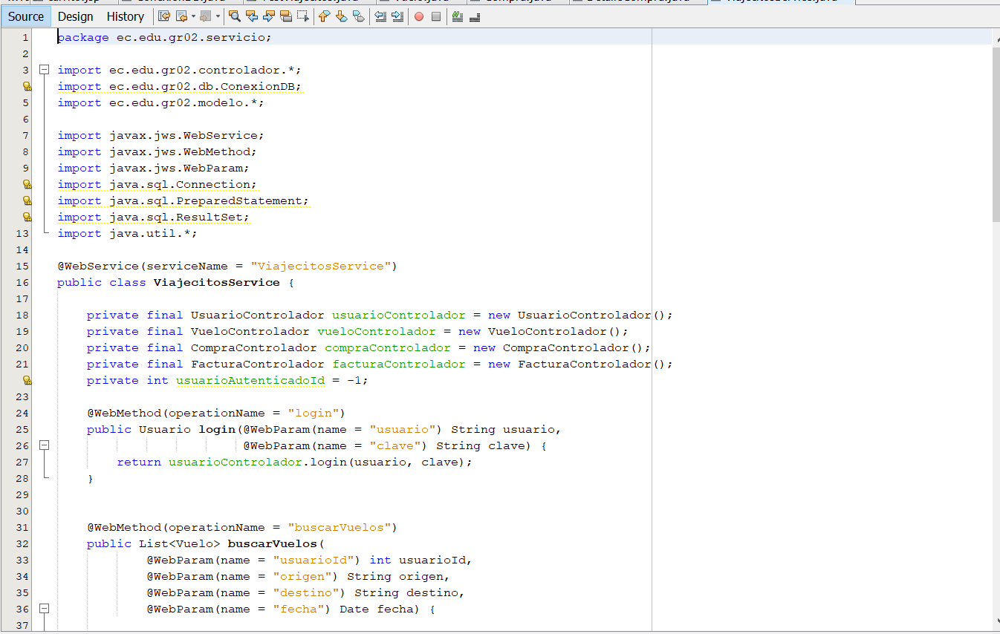 Source Design History
1 package ec.edu.gr02.servicio;
2
3 import ec.edu.gr02.controlador.*;
import ec.edu.gr02.db.ConexionDB;
5 import ec.edu.gr02.modelo.*;
6
7 import javax.jws.WebService;
8 import javax.jws.WebMethod;
9 import javax.jws.WebParam;
import java.sql.Connection;
import java.sql.PreparedStatement;
import java.sql.ResultSet;
13 import java.util.*;
14
15 @WebService(serviceName = "ViajecitosService")
16 public class ViajecitosService {
17
18 private final UsuarioControlador usuarioControlador = new UsuarioControlador();
19 private final VueloControlador vueloControlador = new VueloControlador();
20 private final CompraControlador compraControlador = new CompraControlador();
21 private final FacturaControlador facturaControlador = new FacturaControlador();
private int usuarioAutenticadoId = -1;
23
24 @WebMethod(operationName = "login")
25 public Usuario login(@WebParam(name = "usuario") String usuario,
26 @WebParam(name = "clave") String clave) {
27 return usuarioControlador.login(usuario, clave);
28 }
29
30
31 @WebMethod(operationName = "buscarVuelos")
32 public List<Vuelo> buscarVuelos(
33 @WebParam(name = "usuarioId") int usuarioId,
34 @WebParam(name = "origen") String origen,
35 @WebParam(name = "destino") String destino,
36 @WebParam(name = "fecha") Date fecha) {
37